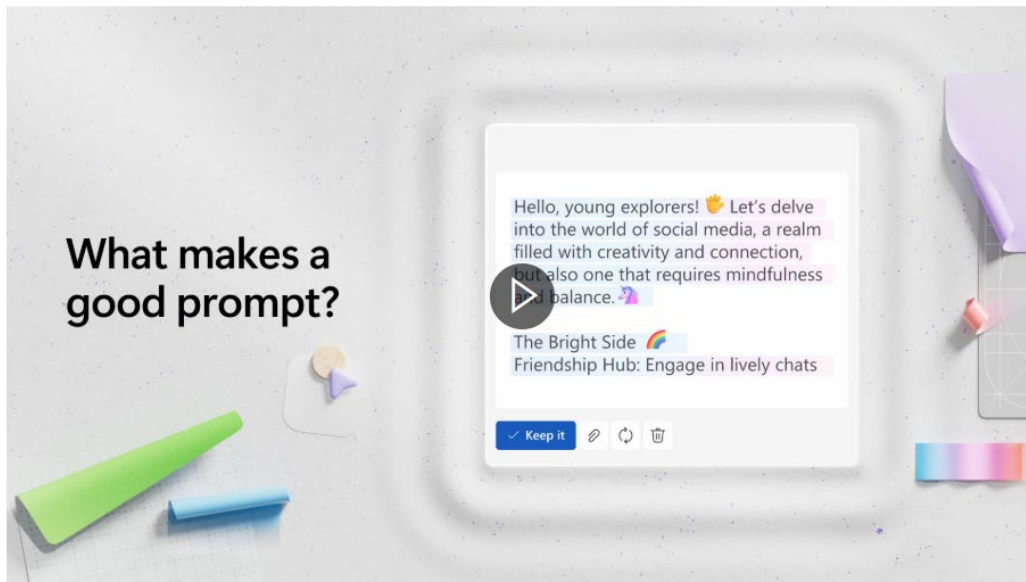 What makes a
good prompt?
Hello, young explorers! 🖐 Let's delve
into the world of social media, a realm
filled with creativity and connection,
but also one that requires mindfulness
and balance. 🦄
The Bright Side 🌈
Friendship Hub: Engage in lively chats
✓ Keep it